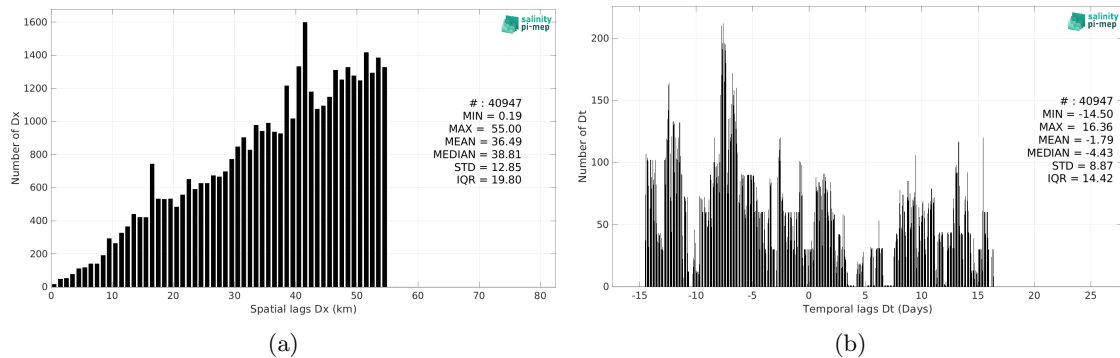 1600
1400
1200
1000
800
600
400
200
0
Number of Dx
0 10 20 30 40 50 60 70 80
Spatial lags Dx (km)
salinity
pi-mep
# : 40947
MIN = 0.19
MAX = 55.00
MEAN = 36.49
MEDIAN = 38.81
STD = 12.85
IQR = 19.80
(a)
200
150
100
50
0
Number of Dt
-15 -10 -5 0 5 10 15 20 25
Temporal lags Dt (Days)
salinity
pi-mep
# : 40947
MIN = -14.50
MAX = 16.36
MEAN = -1.79
MEDIAN = -4.43
STD = 8.87
IQR = 14.42
(b)